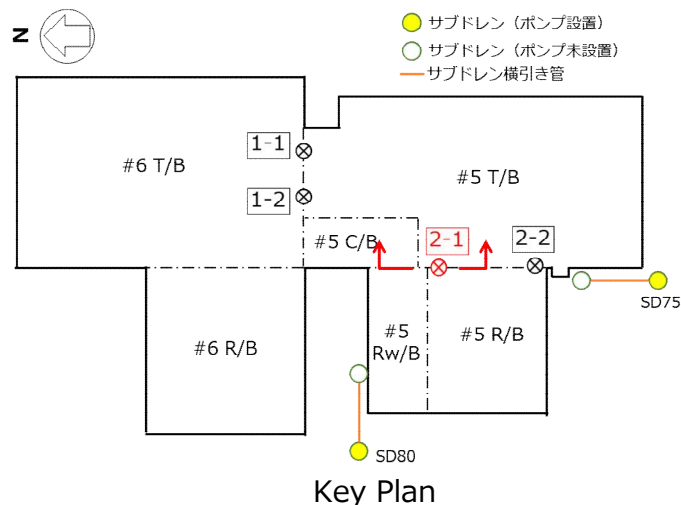 N
サブドレン（ポンプ設置）
サブドレン（ポンプ未設置）
サブドレン横引き管
1-1
#6 T/B
1-2
#5 T/B
#5 C/B
2-1
2-2
SD75
#6 R/B
#5
Rw/B
#5 R/B
SD80
Key Plan